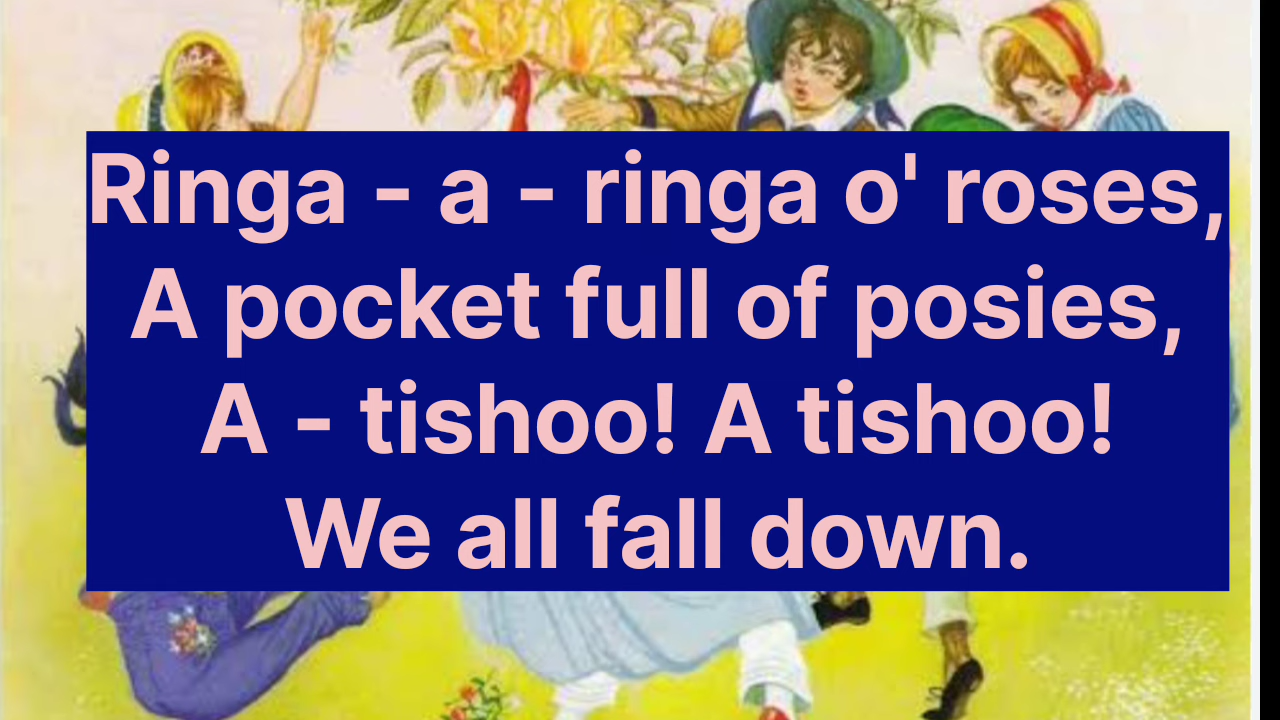 Ringa - a - ringa o' roses,
A pocket full of posies,
A - tishoo! A tishoo!
We all fall down.